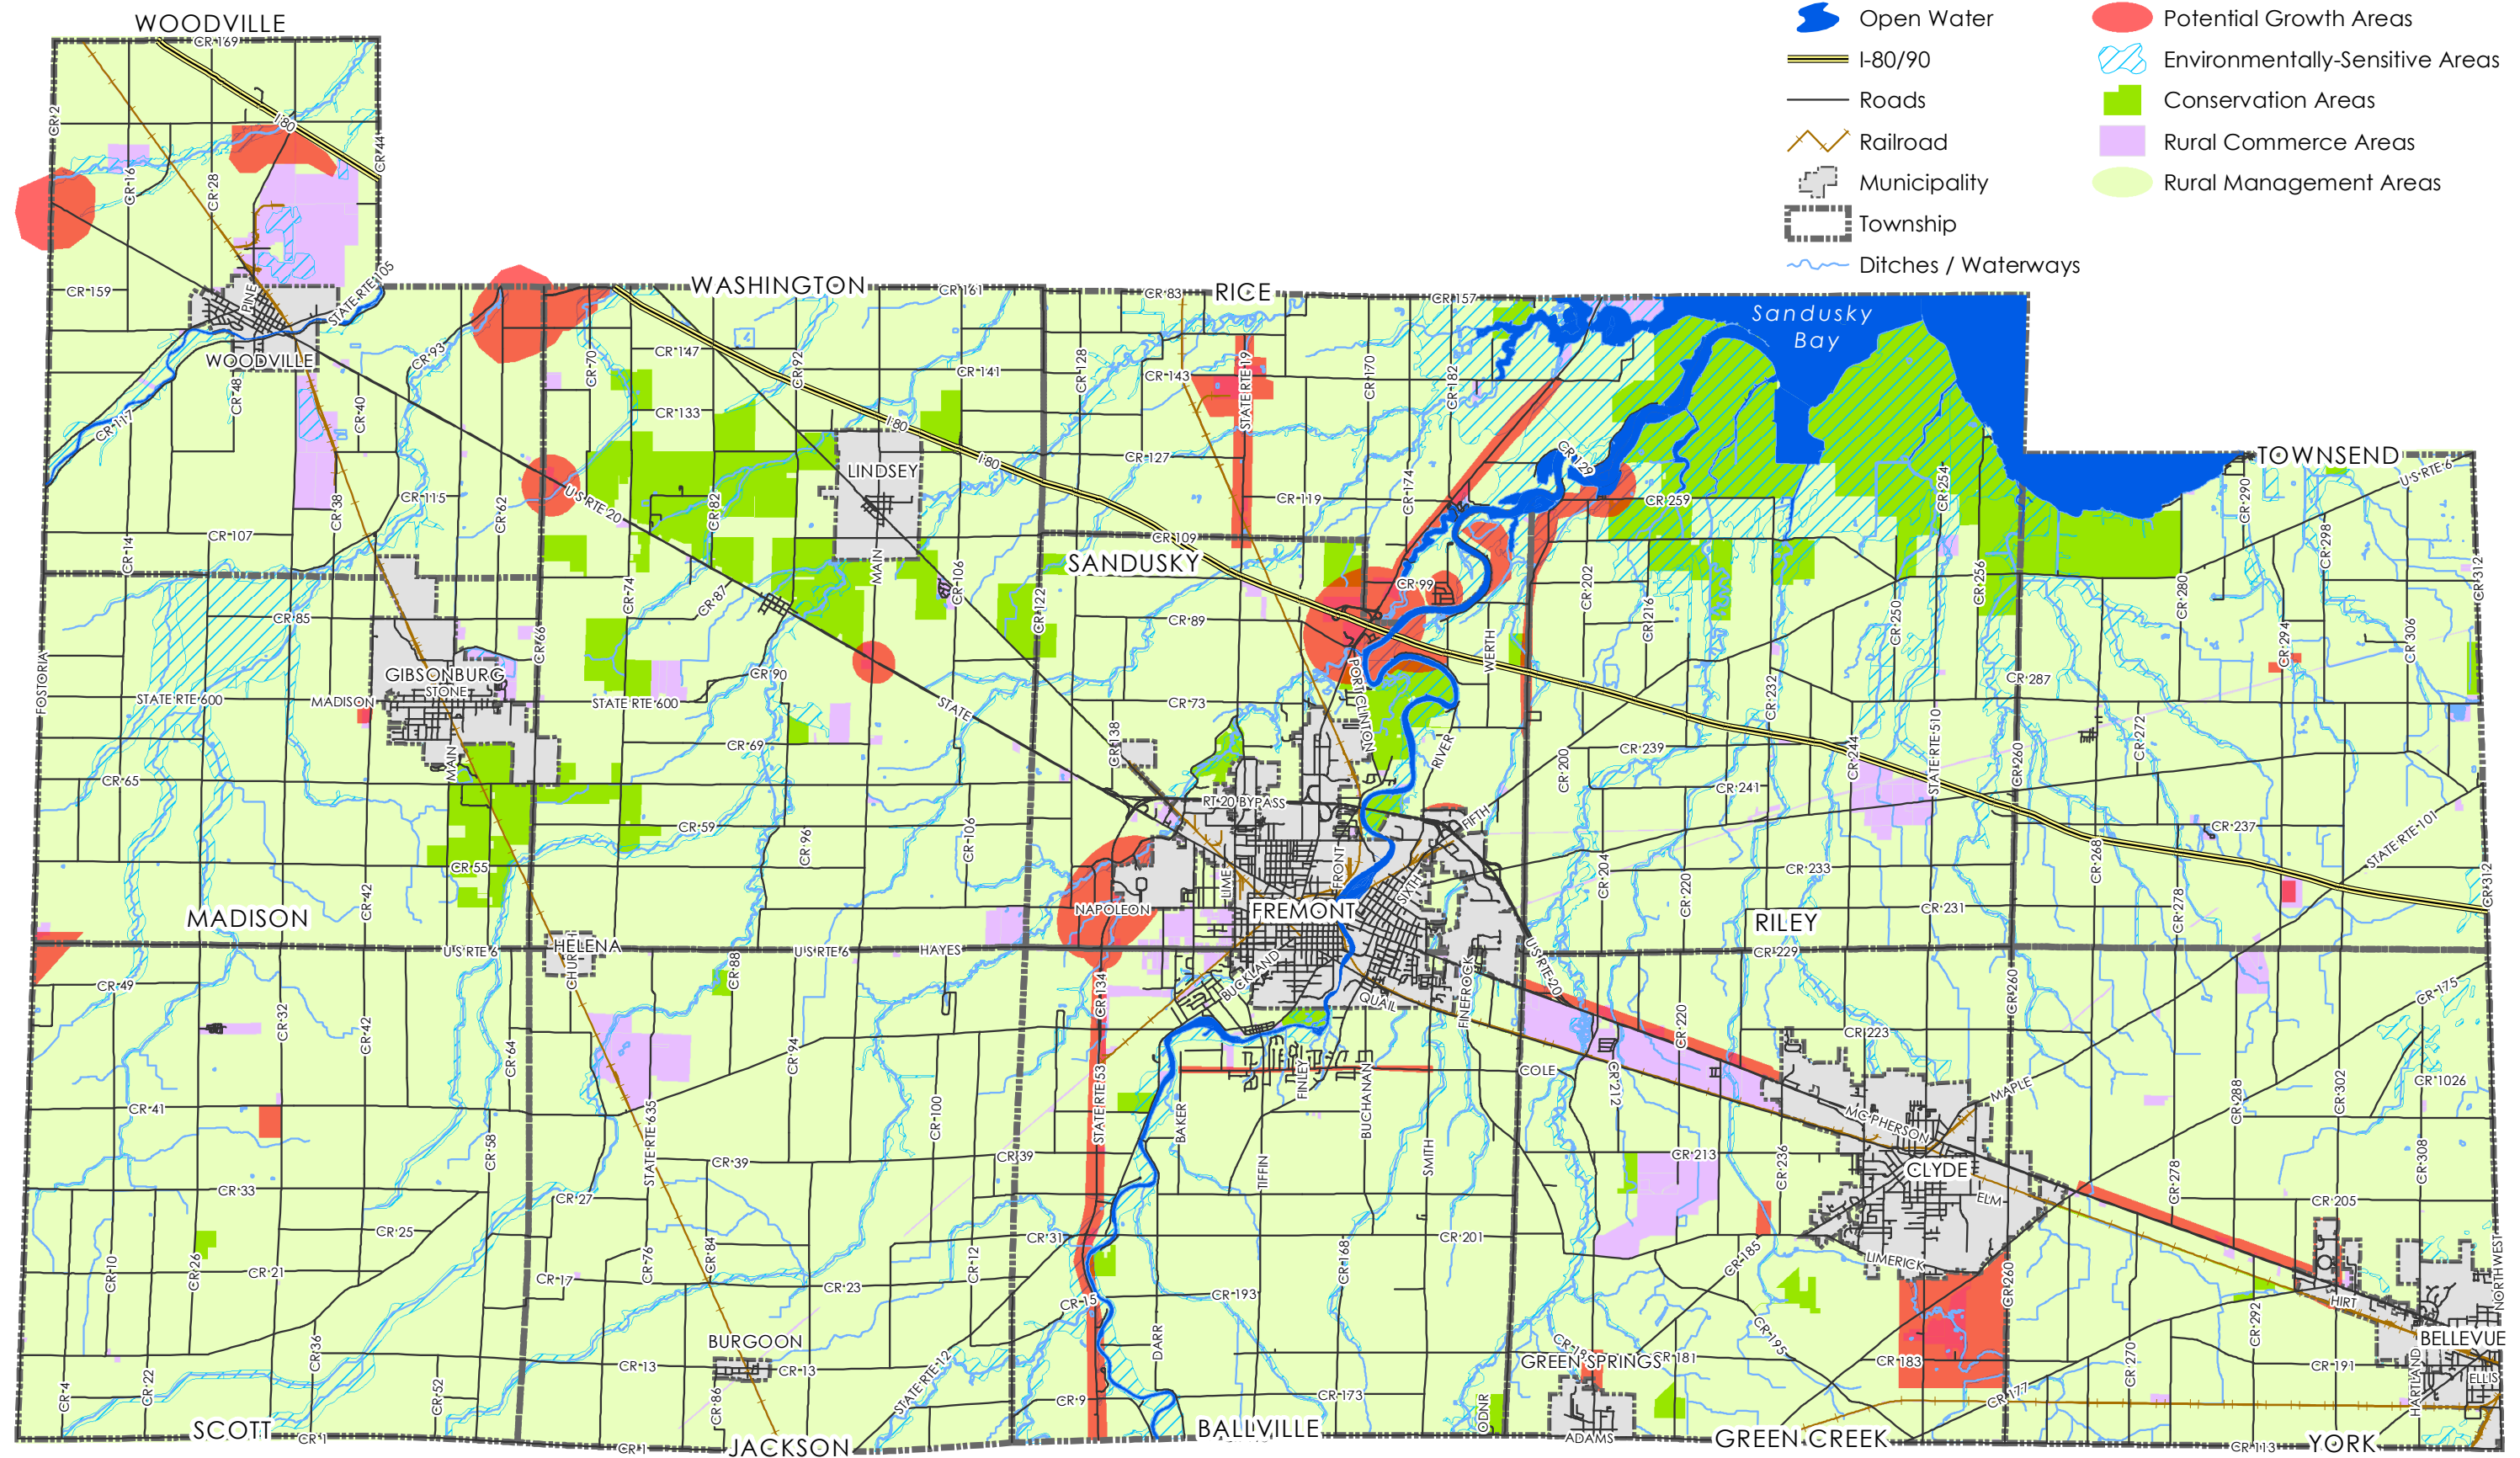 WOODVILLE
CR 169
CR 2
I-80
CR 44
CR 16
CR 28
CR 159
PINE
STATE RTE 105
WOODVILLE
CR 48
CR 117
CR 40
CR 93
CR 115
CR 38
CR 62
CR 107
CR 14
Open Water
I-80/90
Roads
Railroad
Municipality
Township
Ditches / Waterways
Potential Growth Areas
Environmentally-Sensitive Areas
Conservation Areas
Rural Commerce Areas
Rural Management Areas
WASHINGTON
CR 161
CR 70
CR 147
CR 92
CR 141
CR 133
I-80
I-80
LINDSEY
U S RTE 20
CR 82
MAIN
CR 106
CR 74
CR 87
CR 90
STATE RTE 600
STATE
CR 69
CR 59
CR 96
CR 106
CR 122
RICE
CR 83
CR 157
CR 128
CR 143
STATE RTE 19
CR 170
CR 182
CR 127
CR 119
CR 174
CR 129
CR 109
Sandusky
Bay
CR 259
CR 254
TOWNSEND
U S RTE 6
CR 290
CR 298
CR 312
CR 280
CR 256
CR 294
CR 306
CR 287
CR 272
CR 260
CR 268
CR 237
STATE RTE 101
CR 278
CR 312
SANDUSKY
CR 99
CR 89
CR 73
CR 138
PORT CLINTON
WERTH
RIVER
RT 20 BYPASS
FIFTH
LIME
FRONT
SIXTH
NAPOLEON
FREMONT
CR 202
CR 216
CR 250
CR 232
CR 239
CR 200
CR 241
CR 244
STATE RTE 510
CR 204
CR 220
CR 233
CR 231
RILEY
CR 229
FOSTORIA
CR 85
CR 66
GIBSONBURG
STONE
STATE RTE 600
MADISON
MAIN
CR 65
CR 55
CR 42
MADISON
U S RTE 6
HELENA
U S RTE 6
HAYES
CHURCH
CR 88
CR 49
CR 32
CR 42
CR 64
CR 94
CR 41
CR 58
STATE RTE 635
CR 100
CR 39
CR 39
CR 33
CR 27
CR 25
CR 10
CR 26
CR 21
CR 17
CR 76
CR 84
CR 23
CR 12
CR 36
BURGOON
CR 13
CR 13
CR 4
CR 22
CR 52
CR 86
STATE RTE 12
SCOTT
CR 1
CR 1
JACKSON
CR 134
BUCKLAND
QUAIL
FINEFROCK
U S RTE 20
STATE RTE 53
BAKER
FINLEY
BUCHANAN
COLE
TIFFIN
SMITH
CR 31
CR 201
CR 168
CR 15
CR 193
DARR
CR 9
CR 173
ODNR
BALLVILLE
CR 220
CR 212
CR 223
MAPLE
MC PHERSON
CR 213
CR 236
CLYDE
ELM
CR 185
LIMERICK
CR 260
CR 260
CR 195
GREEN SPRINGS
CR 181
CR 183
CR 177
ADAMS
GREEN CREEK
CR 175
CR 288
CR 302
CR 1026
CR 278
CR 308
CR 205
NORTHWEST
HIRT
CR 292
BELLEVUE
CR 270
CR 191
HARTLAND
ELLIS
CR 113
YORK